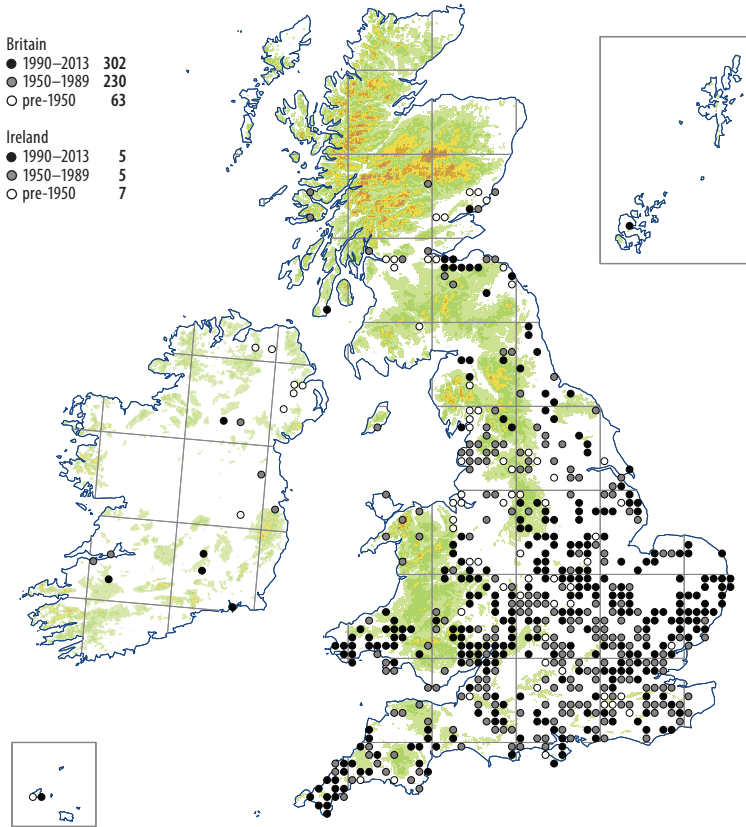 Britain
1990–2013 302
1950–1989 230
pre-1950 63
Ireland
1990–2013 5
1950–1989 5
pre-1950 7